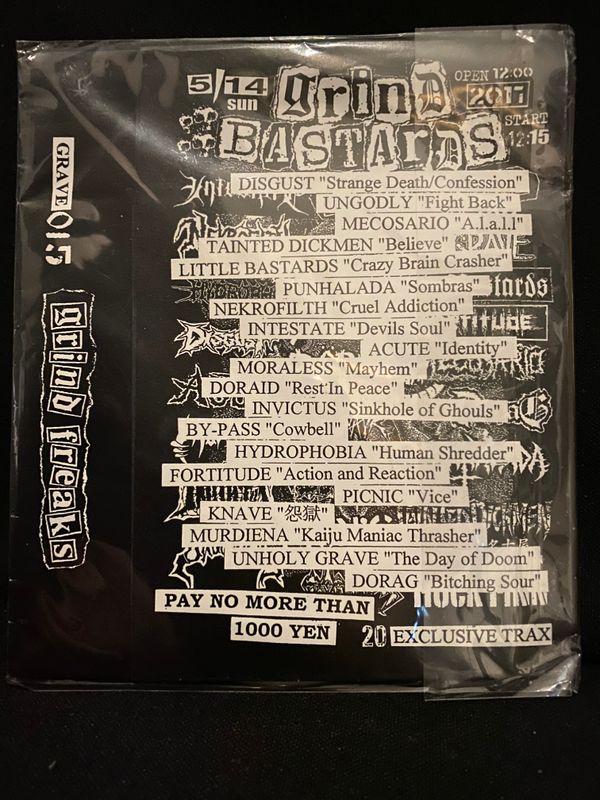 5/14
sun
grind
BASTARDS
OPEN 12:00
2017
START
12:15
DISGUST "Strange Death/Confession"
UNGODLY "Fight Back"
MECOSARIO "A.l.a.l.l"
TAINTED DICKMEN "Believe"
LITTLE BASTARDS "Crazy Brain Crasher"
PUNHALADA "Sombras"
NEKROFILTH "Cruel Addiction"
INTESTATE "Devils Soul"
ACUTE "Identity"
MORALESS "Mayhem"
DORAID "Rest In Peace"
INVICTUS "Sinkhole of Ghouls"
BY-PASS "Cowbell"
HYDROPHOBIA "Human Shredder"
FORTITUDE "Action and Reaction"
PICNIC "Vice"
KNAVE "怨獄"
MURDIENA "Kaiju Maniac Thrasher"
UNHOLY GRAVE "The Day of Doom"
DORAG "Bitching Sour"
PAY NO MORE THAN
1000 YEN
20 EXCLUSIVE TRAX
GRAVE 015
grind freaks